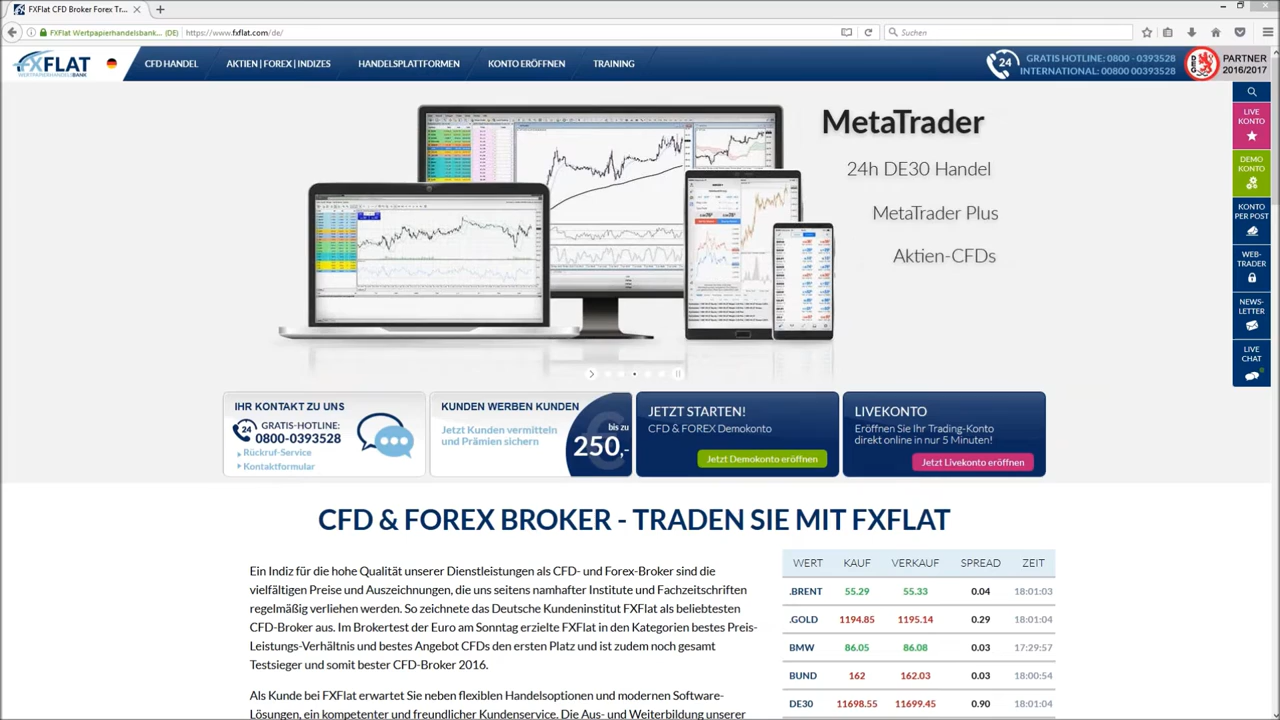 FXFlat CFD Broker Forex Tr...
FXFlat Wertpapierhandelsbank... (DE)
https://www.fxflat.com/de/
Suchen
FXFLAT
WERTPAPIERHANDELSBANK
CFD HANDEL
AKTIEN | FOREX | INDIZES
HANDELSPLATTFORMEN
KONTO ERÖFFNEN
TRAINING
24
GRATIS HOTLINE: 0800 - 0393528
INTERNATIONAL: 00800 00393528
DEG
PARTNER
2016/2017
MetaTrader
24h DE30 Handel
MetaTrader Plus
Aktien-CFDs
LIVE
KONTO
DEMO
KONTO
KONTO
PER POST
WEB-
TRADER
NEWS-
LETTER
LIVE
CHAT
IHR KONTAKT ZU UNS
24
GRATIS-HOTLINE:
0800-0393528
Rückruf-Service
Kontaktformular
KUNDEN WERBEN KUNDEN
Jetzt Kunden vermitteln
und Prämien sichern
bis zu
250,-
JETZT STARTEN!
CFD & FOREX Demokonto
Jetzt Demokonto eröffnen
LIVEKONTO
Eröffnen Sie Ihr Trading-Konto
direkt online in nur 5 Minuten!
Jetzt Livekonto eröffnen
CFD & FOREX BROKER - TRADEN SIE MIT FXFLAT
Ein Indiz für die hohe Qualität unserer Dienstleistungen als CFD- und Forex-Broker sind die
vielfältigen Preise und Auszeichnungen, die uns seitens namhafter Institute und Fachzeitschriften
regelmäßig verliehen werden. So zeichnete das Deutsche Kundeninstitut FXFlat als beliebtesten
CFD-Broker aus. Im Brokertest der Euro am Sonntag erzielte FXFlat in den Kategorien bestes Preis-
Leistungs-Verhältnis und bestes Angebot CFDs den ersten Platz und ist zudem noch gesamt
Testsieger und somit bester CFD-Broker 2016.
Als Kunde bei FXFlat erwartet Sie neben flexiblen Handelsoptionen und modernen Software-
Lösungen, ein kompetenter und freundlicher Kundenservice. Die Aus- und Weiterbildung unserer
WERT KAUF VERKAUF SPREAD ZEIT
.BRENT 55.29 55.33 0.04 18:01:03
.GOLD 1194.85 1195.14 0.29 18:01:04
BMW 86.05 86.08 0.03 17:29:57
BUND 162 162.03 0.03 18:00:54
DE30 11698.55 11699.45 0.90 18:01:04